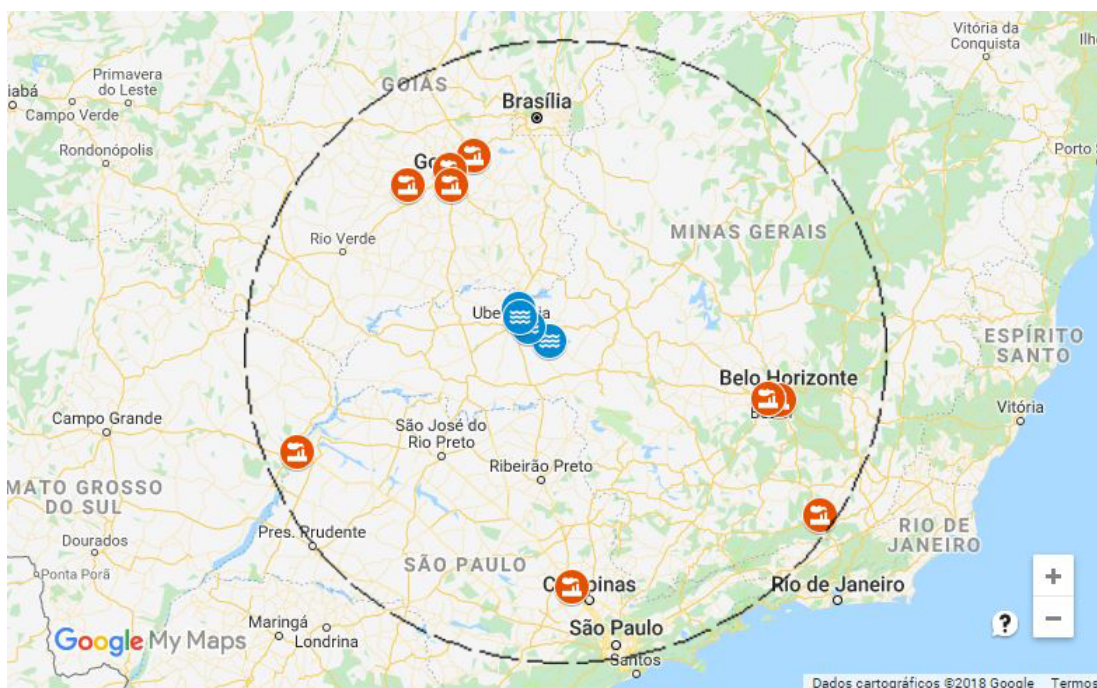 Vitória da
Conquista
Ilhé
GOIÁS
Primavera
do Leste
iabá
Campo Verde
Brasília
Rondonópolis
Porto S
Go
MINAS GERAIS
Rio Verde
Ube
ia
ESPÍRITO
SANTO
Belo Horizonte
Vitória
Campo Grande
São José do
Rio Preto
Ribeirão Preto
MATO GROSSO
DO SUL
RIO DE
JANEIRO
Dourados
Pres. Prudente
SÃO PAULO
Ponta Porã
C
pinas
Rio de Janeiro
Maringá
Londrina
São Paulo
Santos
Google My Maps
+
−
?
Dados cartográficos ©2018 Google
Termos